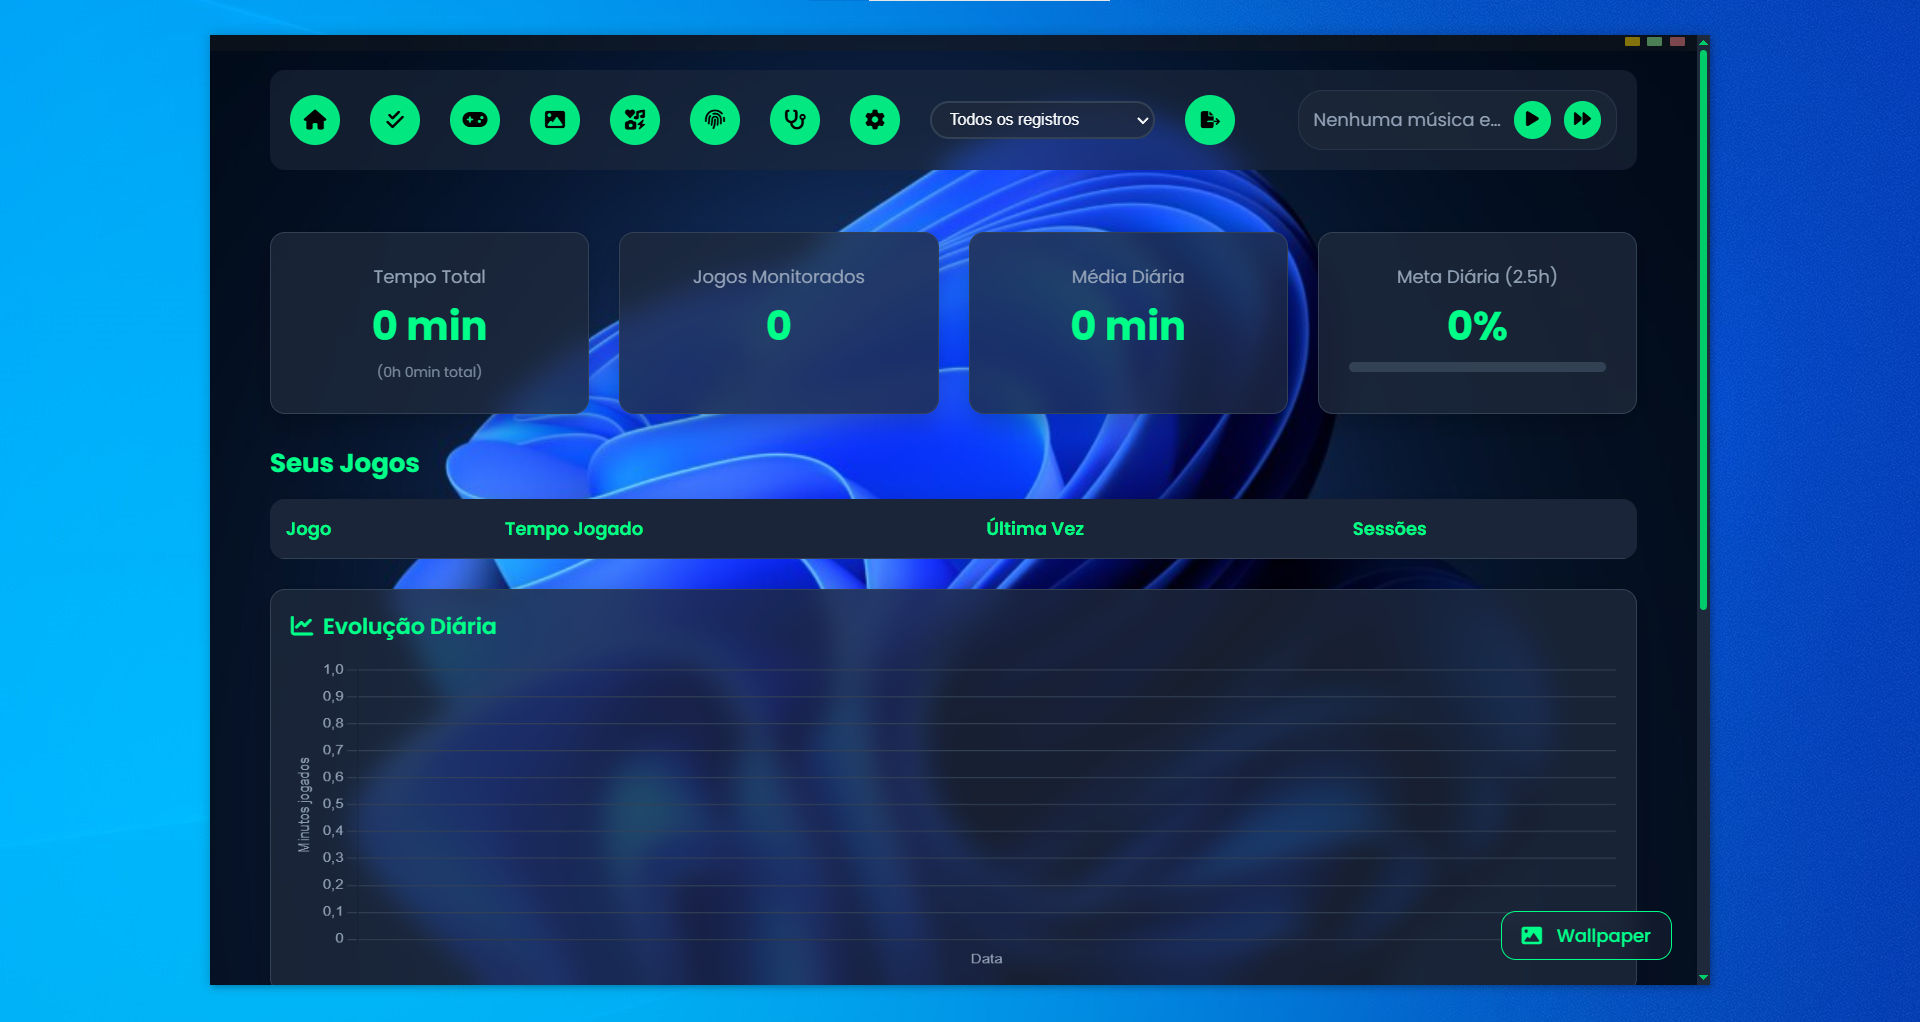 Todos os registros
Nenhuma música e...
Tempo Total
0 min
(0h 0min total)
Jogos Monitorados
0
Média Diária
0 min
Meta Diária (2.5h)
0%
Seus Jogos
Jogo Tempo Jogado Última Vez Sessões
Evolução Diária
1,0
0,9
0,8
0,7
0,6
0,5
0,4
0,3
0,2
0,1
0
Minutos jogados
Data
Wallpaper